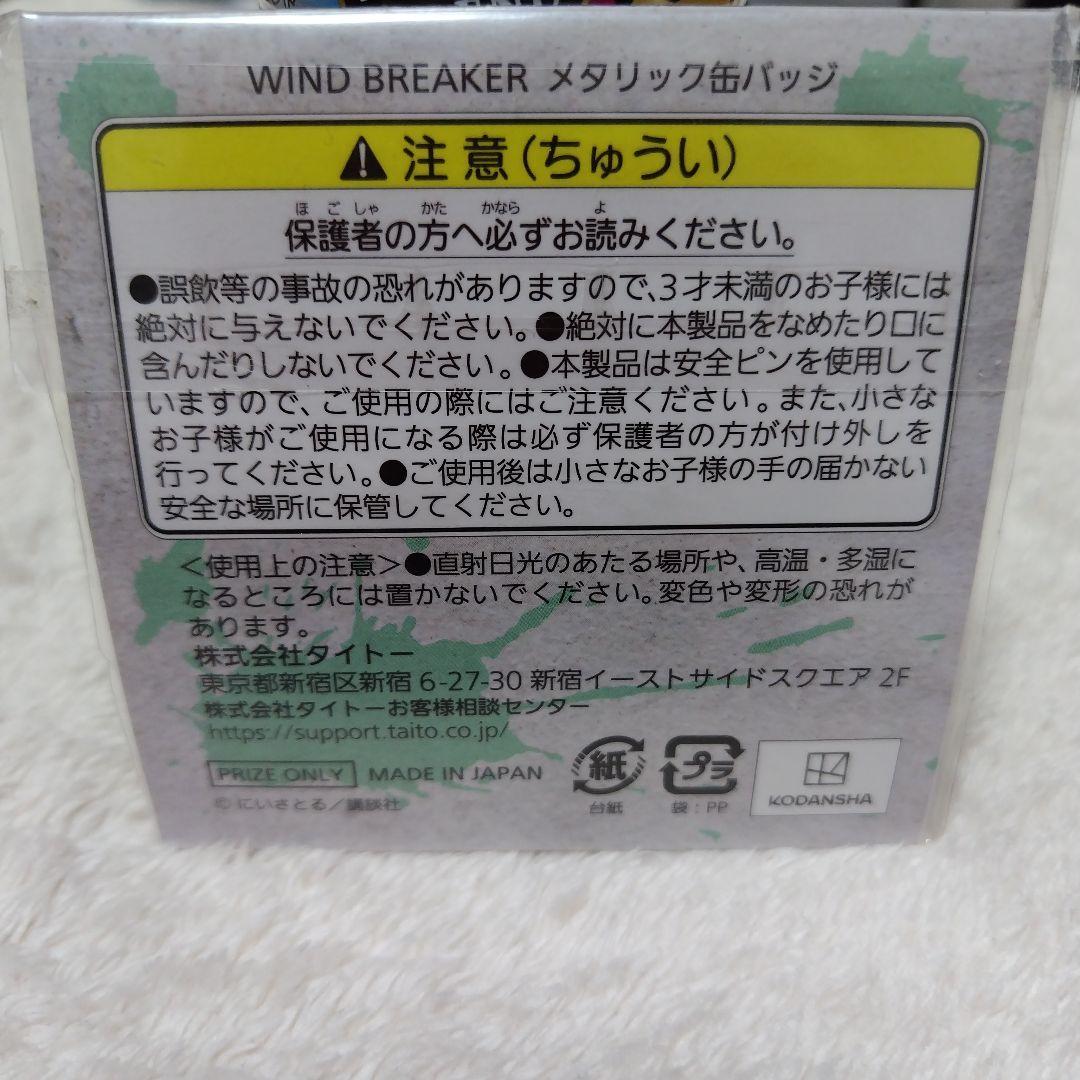 WIND BREAKER メタリック缶バッジ
注意(ちゅうい)
ほごしゃ かた かなら よ
保護者の方へ必ずお読みください。
●誤飲等の事故の恐れがありますので、3才未満のお子様には
絶対に与えないでください。●絶対に本製品をなめたり口に
含んだりしないでください。●本製品は安全ピンを使用して
いますので、ご使用の際にはご注意ください。また、小さな
お子様がご使用になる際は必ず保護者の方が付け外しを
行ってください。●ご使用後は小さなお子様の手の届かない
安全な場所に保管してください。
<使用上の注意>●直射日光のあたる場所や、高温・多湿に
なるところには置かないでください。変色や変形の恐れが
あります。
株式会社タイトー
東京都新宿区新宿 6-27-30 新宿イーストサイドスクエア 2F
株式会社タイトーお客様相談センター
https://support.taito.co.jp/
PRIZE ONLY MADE IN JAPAN
©にいさとる/講談社
紙
台紙
プラ
袋:PP
KODANSHA